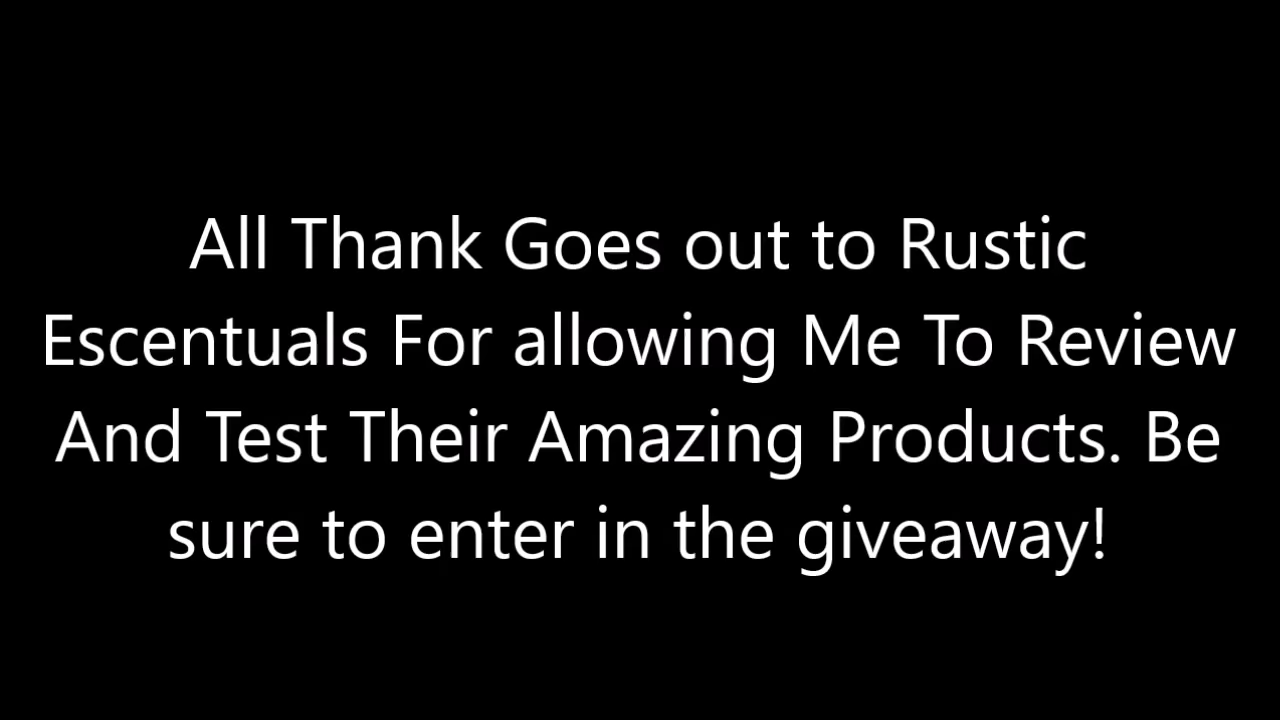 All Thank Goes out to Rustic
Escentuals For allowing Me To Review
And Test Their Amazing Products. Be
sure to enter in the giveaway!